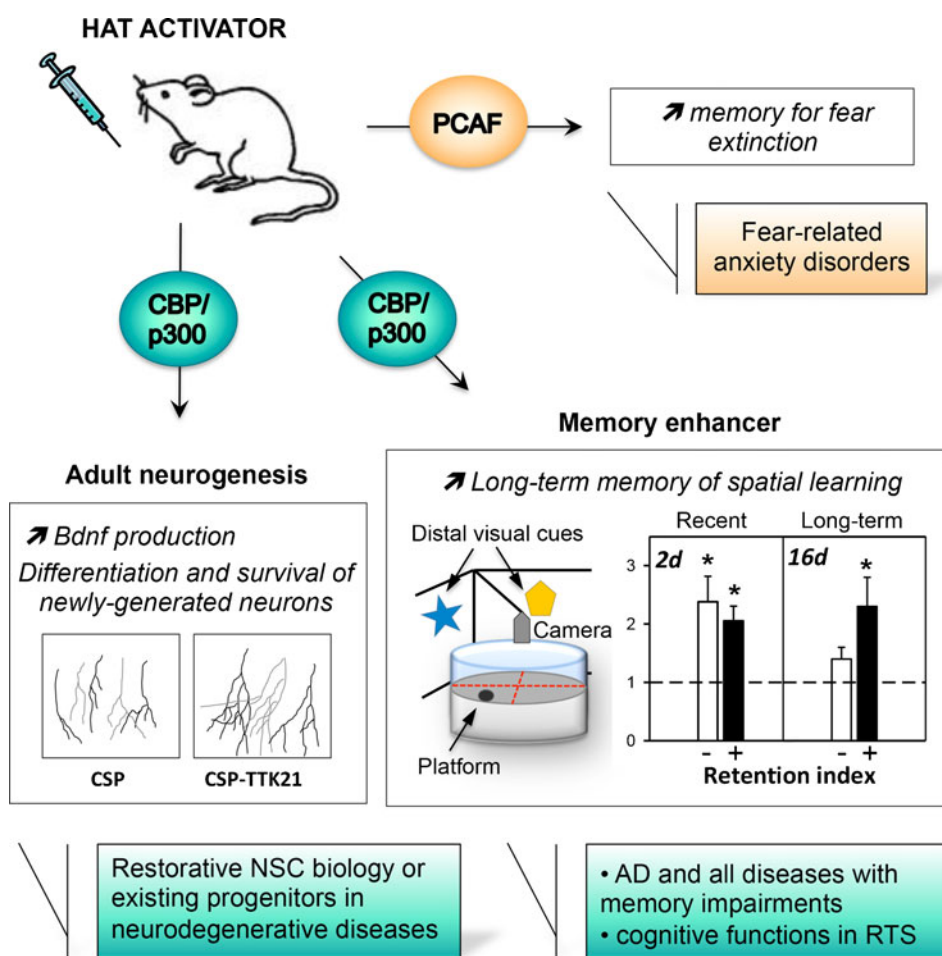 HAT ACTIVATOR
PCAF
↗ memory for fear
extinction
Fear-related
anxiety disorders
CBP/
p300
CBP/
p300
Adult neurogenesis
↗ Bdnf production
Differentiation and survival of
newly-generated neurons
CSP
CSP-TTK21
Memory enhancer
↗ Long-term memory of spatial learning
Distal visual cues
Camera
Platform
Recent
Long-term
2d
*
*
16d
*
3
2
1
0
- +
- +
Retention index
Restorative NSC biology or
existing progenitors in
neurodegenerative diseases
• AD and all diseases with
memory impairments
• cognitive functions in RTS